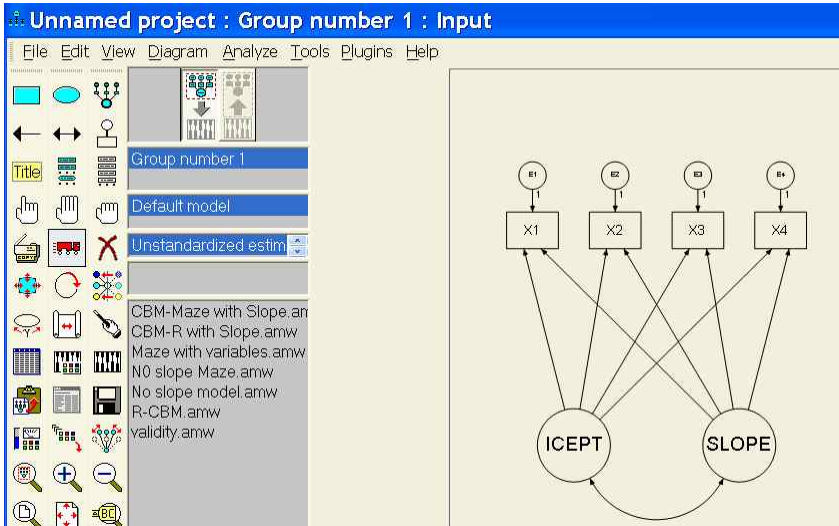 Unnamed project : Group number 1 : Input
File Edit View Diagram Analyze Tools Plugins Help
Title
Group number 1
Default model
Unstandardized estim
CBM-Maze with Slope.am
CBM-R with Slope.amw
Maze with variables.amw
N0 slope Maze.amw
No slope model.amw
R-CBM.amw
validity.amw
COPY
E1 E2 E3 E4
1 1 1 1
X1 X2 X3 X4
ICEPT SLOPE